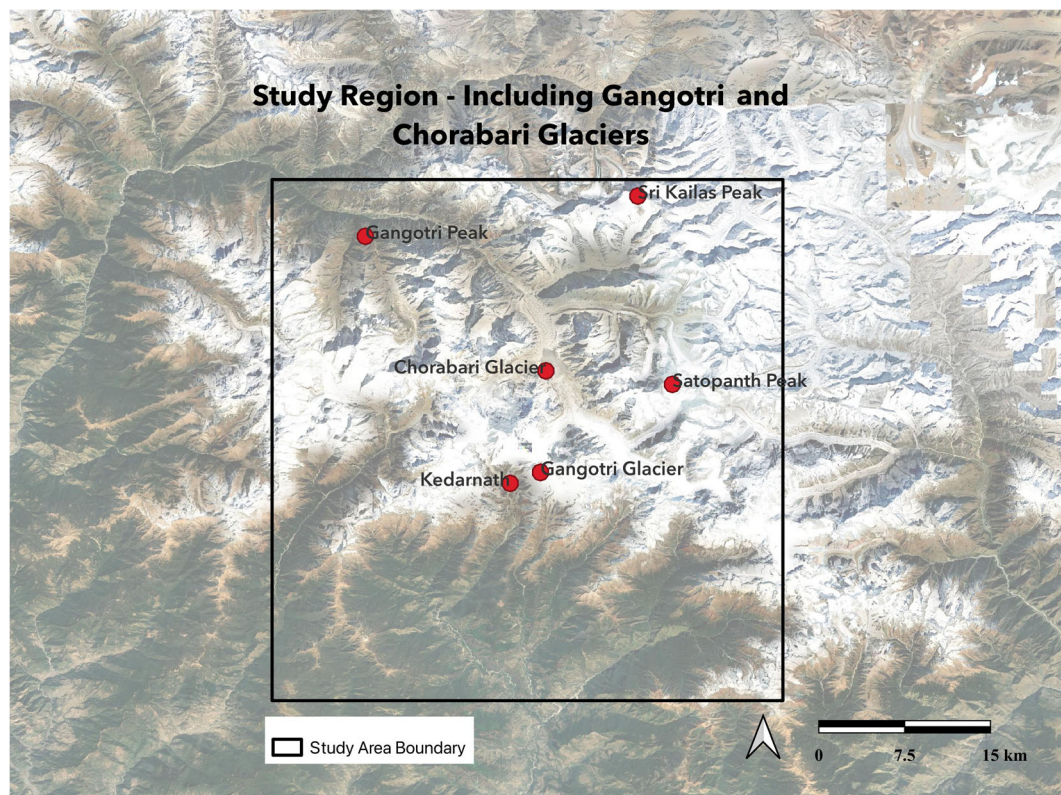 Study Region - Including Gangotri and
Chorabari Glaciers
Sri Kailas Peak
Gangotri Peak
Chorabari Glacier
Satopanth Peak
Gangotri Glacier
Kedarnath
Study Area Boundary
0 7.5 15 km